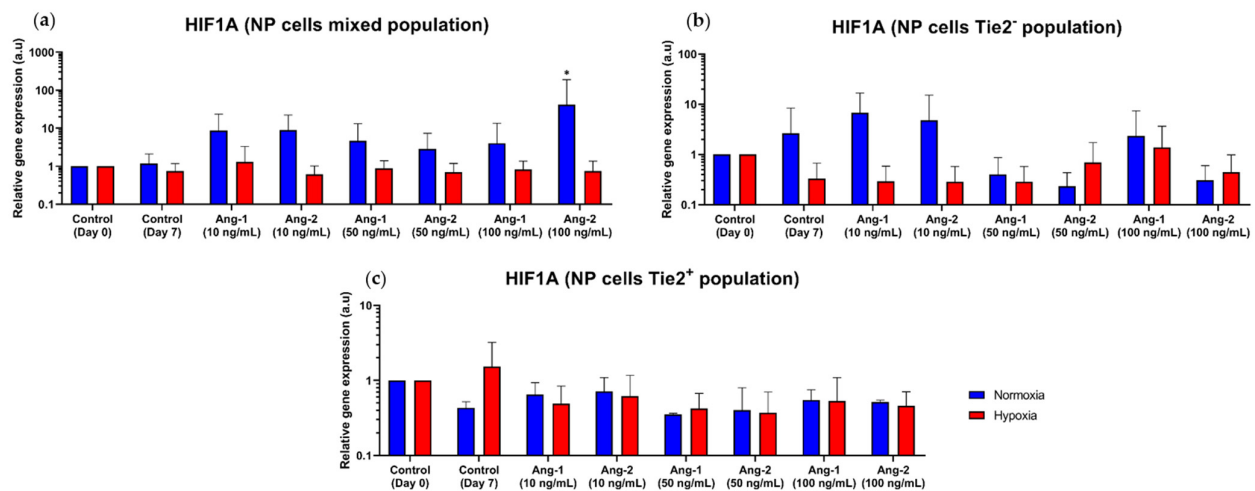 (a)
HIF1A (NP cells mixed population)
Relative gene expression (a.u)
1000
100
10
1
0.1
*
Control Control Ang-1 Ang-2 Ang-1 Ang-2 Ang-1 Ang-2
(Day 0) (Day 7) (10 ng/mL) (10 ng/mL) (50 ng/mL) (50 ng/mL) (100 ng/mL) (100 ng/mL)
(b)
HIF1A (NP cells Tie2⁻ population)
Relative gene expression (a.u)
100
10
1
0.1
Control Control Ang-1 Ang-2 Ang-1 Ang-2 Ang-1 Ang-2
(Day 0) (Day 7) (10 ng/mL) (10 ng/mL) (50 ng/mL) (50 ng/mL) (100 ng/mL) (100 ng/mL)
(c)
HIF1A (NP cells Tie2⁺ population)
Relative gene expression (a.u)
10
1
0.1
Control Control Ang-1 Ang-2 Ang-1 Ang-2 Ang-1 Ang-2
(Day 0) (Day 7) (10 ng/mL) (10 ng/mL) (50 ng/mL) (50 ng/mL) (100 ng/mL) (100 ng/mL)
Normoxia
Hypoxia